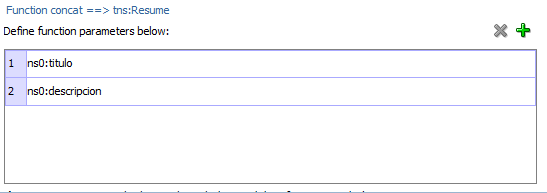 Function concat ==> tns:Resume
Define function parameters below:
1 ns0:titulo
2 ns0:descripcion